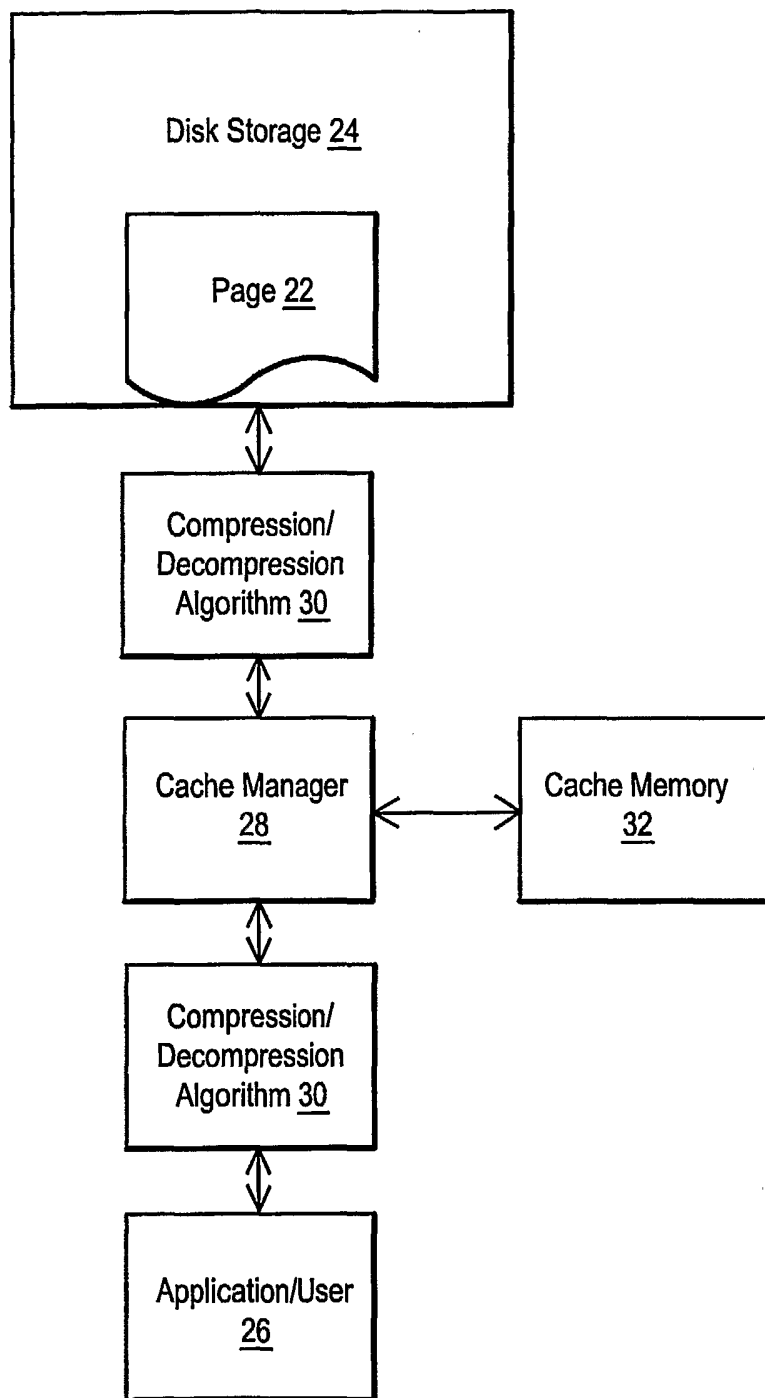 Disk Storage 24
Page 22
Compression/
Decompression
Algorithm 30
Cache Manager
28
Cache Memory
32
Compression/
Decompression
Algorithm 30
Application/User
26